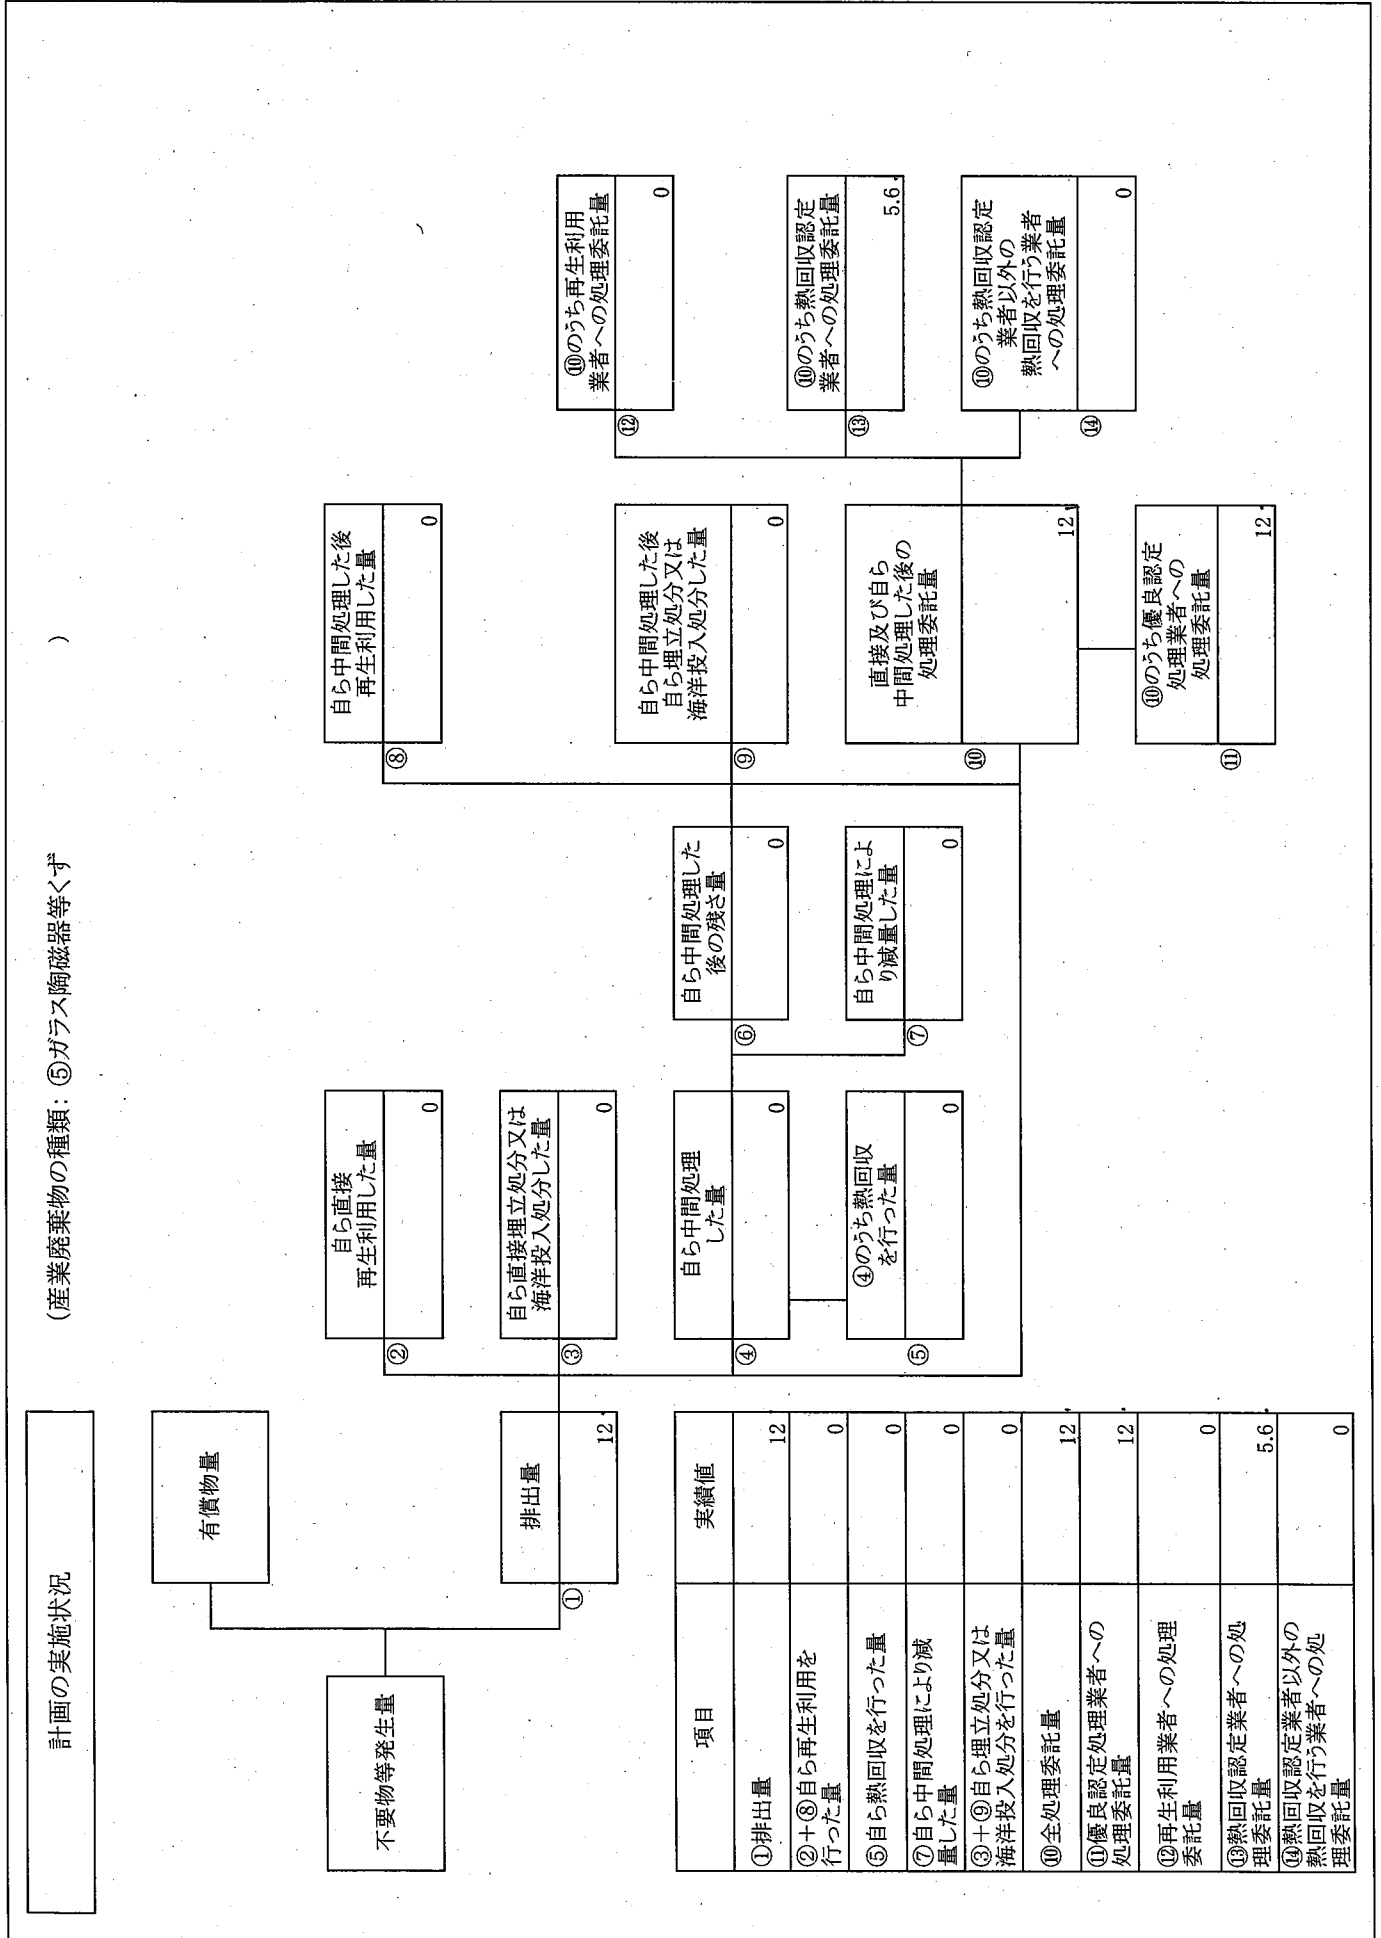 計画の実施状況
(産業廃棄物の種類：⑤ガラス陶磁器等くず
)
不要物等発生量
有償物量
排出量
①
12
自ら直接
再生利用した量
②
0
自ら直接埋立処分又は
海洋投入処分した量
③
0
自ら中間処理
した量
④
0
④のうち熱回収
を行った量
⑤
0
自ら中間処理した
後の残さ量
⑥
0
自ら中間処理によ
り減量した量
⑦
0
自ら中間処理した後
再生利用した量
⑧
0
自ら中間処理した後
自ら埋立処分又は
海洋投入処分した量
⑨
0
直接及び自ら
中間処理した後の
処理委託量
⑩
12
⑩のうち優良認定
処理業者への
処理委託量
⑪
12
⑩のうち再生利用
業者への処理委託量
⑫
0
⑩のうち熱回収認定
業者への処理委託量
⑬
5.6
⑩のうち熱回収認定
業者以外の
熱回収を行う業者
への処理委託量
⑭
0
項目 実績値
①排出量 12
②+⑧自ら再生利用を
行った量 0
⑤自ら熱回収を行った量 0
⑦自ら中間処理により減
量した量 0
③+⑨自ら埋立処分又は
海洋投入処分を行った量 0
⑩全処理委託量 12
⑪優良認定処理業者への
処理委託量 12
⑫再生利用業者への処理
委託量 0
⑬熱回収認定業者への処
理委託量 5.6
⑭熱回収認定業者以外の
熱回収を行う業者への処
理委託量 0